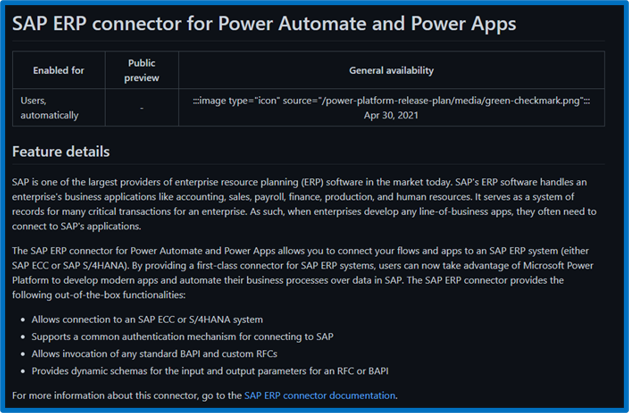 SAP ERP connector for Power Automate and Power Apps
Enabled for
Public
preview
General availability
Users,
automatically
-
:::image type="icon" source="/power-platform-release-plan/media/green-checkmark.png":::
Apr 30, 2021
Feature details
SAP is one of the largest providers of enterprise resource planning (ERP) software in the market today. SAP's ERP software handles an
enterprise's business applications like accounting, sales, payroll, finance, production, and human resources. It serves as a system of
records for many critical transactions for an enterprise. As such, when enterprises develop any line-of-business apps, they often need to
connect to SAP's applications.
The SAP ERP connector for Power Automate and Power Apps allows you to connect your flows and apps to an SAP ERP system (either
SAP ECC or SAP S/4HANA). By providing a first-class connector for SAP ERP systems, users can now take advantage of Microsoft Power
Platform to develop modern apps and automate their business processes over data in SAP. The SAP ERP connector provides the
following out-of-the-box functionalities:
• Allows connection to an SAP ECC or S/4HANA system
• Supports a common authentication mechanism for connecting to SAP
• Allows invocation of any standard BAPI and custom RFCs
• Provides dynamic schemas for the input and output parameters for an RFC or BAPI
For more information about this connector, go to the SAP ERP connector documentation.